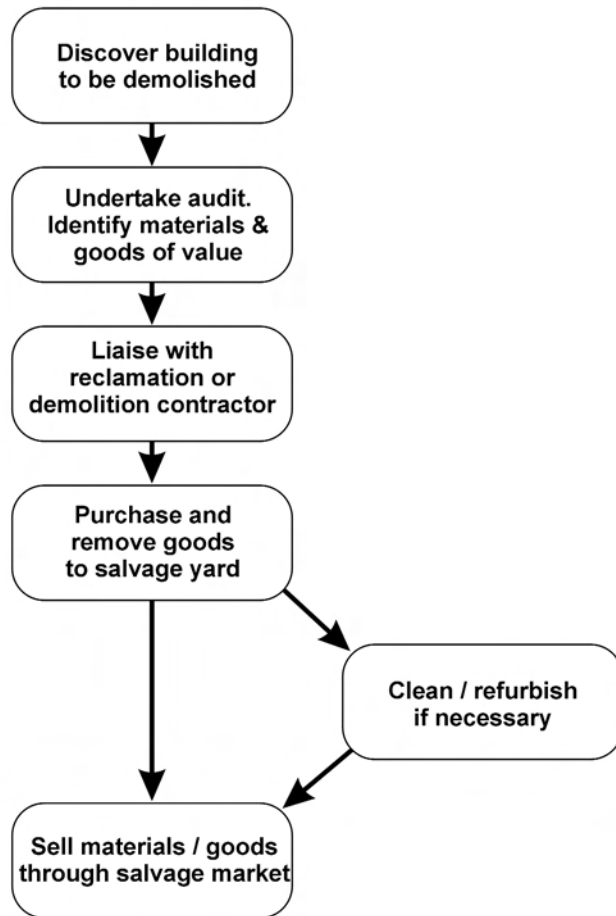 Discover building
to be demolished
Undertake audit.
Identify materials &
goods of value
Liaise with
reclamation or
demolition contractor
Purchase and
remove goods
to salvage yard
Clean / refurbish
if necessary
Sell materials / goods
through salvage market